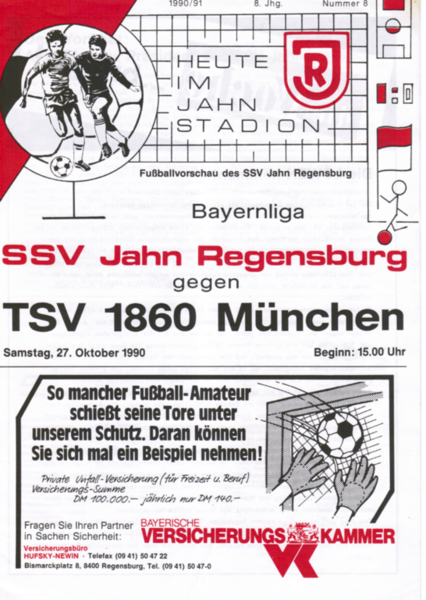 1990/91 8. Jhg. Nummer 8
HEUTE
IM
JAHN
STADION
R
Fußballvorschau des SSV Jahn Regensburg
Bayernliga
SSV Jahn Regensburg
gegen
TSV 1860 München
Samstag, 27. Oktober 1990 Beginn: 15.00 Uhr
So mancher Fußball-Amateur
schießt seine Tore unter
unserem Schutz. Daran können
Sie sich mal ein Beispiel nehmen!
Private Unfall-Versicherung (für Freizeit u. Beruf)
Versicherungs-Summe
DM 100.000.— jährlich nur DM 140.—
Fragen Sie Ihren Partner
in Sachen Sicherheit:
Versicherungsbüro
HUFSKY-NEWIN · Telefax (09 41) 50 47 22
Bismarckplatz 8, 8400 Regensburg, Tel. (09 41) 50 47-0
BAYERISCHE
VERSICHERUNGS KAMMER
VK